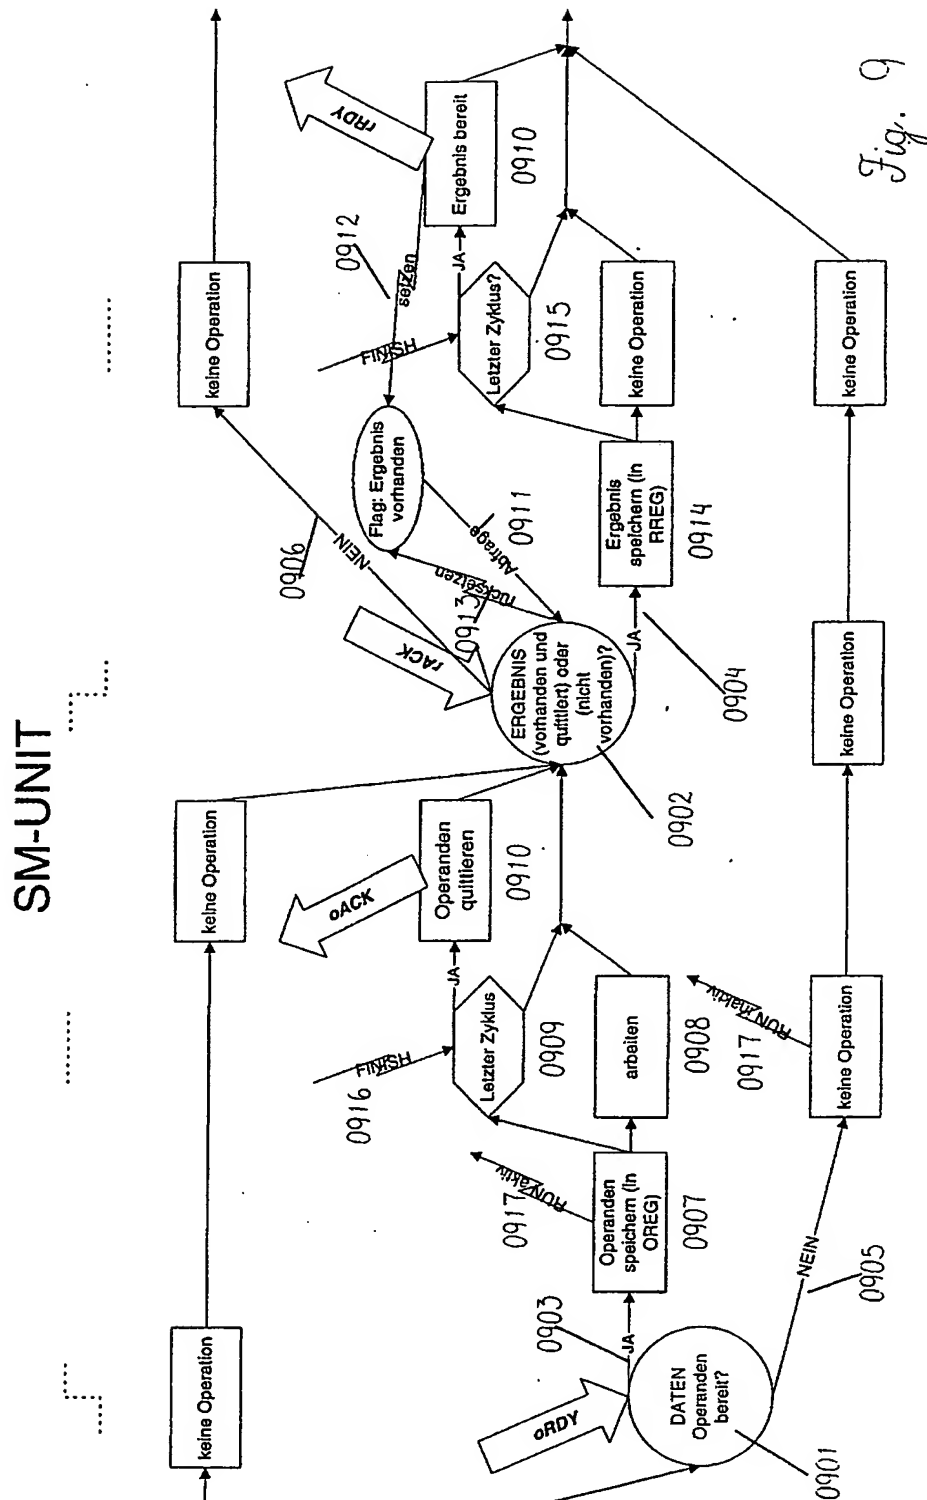 SM-UNIT
keine Operation
keine Operation
keine Operation
oRDY
DATEN
Operanden
bereit?
0901
0903
JA
NEIN
0905
Operanden
speichern (in
OREG)
0907
RUN/aktiv
0917
arbeiten
0908
Letzter Zyklus
0909
FINISH
0916
JA
Operanden
quittieren
0910
oACK
keine Operation
RUN/inaktiv
0917
keine Operation
keine Operation
ERGEBNIS
(vorhanden und
quittiert) oder
(nicht
vorhanden)?
0902
rACK
NEIN
0906
0913
rücksetzen
Abfrage
0911
Flag: Ergebnis
vorhanden
setzen
0912
JA
0904
Ergebnis
speichern (in
RREG)
0914
keine Operation
Letzter Zyklus?
0915
FINISH
JA
Ergebnis bereit
0910
rRDY
Fig. 9